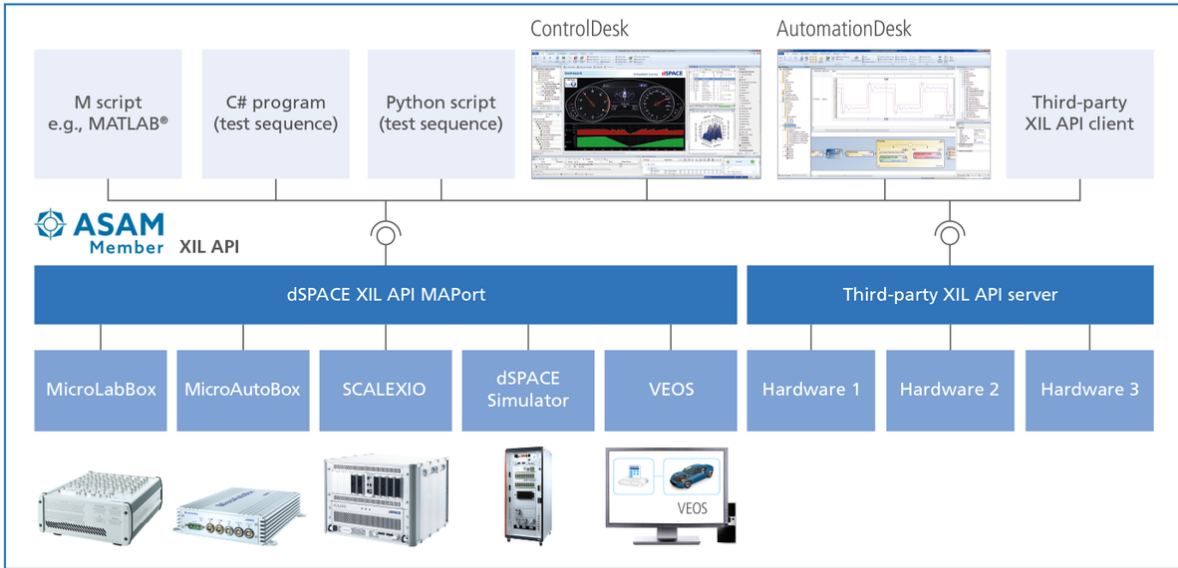 ControlDesk
AutomationDesk
M script
e.g., MATLAB®
C# program
(test sequence)
Python script
(test sequence)
dSPACE
Third-party
XIL API client
ASAM
Member
XIL API
dSPACE XIL API MAPort
Third-party XIL API server
MicroLabBox
MicroAutoBox
SCALEXIO
dSPACE
Simulator
VEOS
Hardware 1
Hardware 2
Hardware 3
VEOS